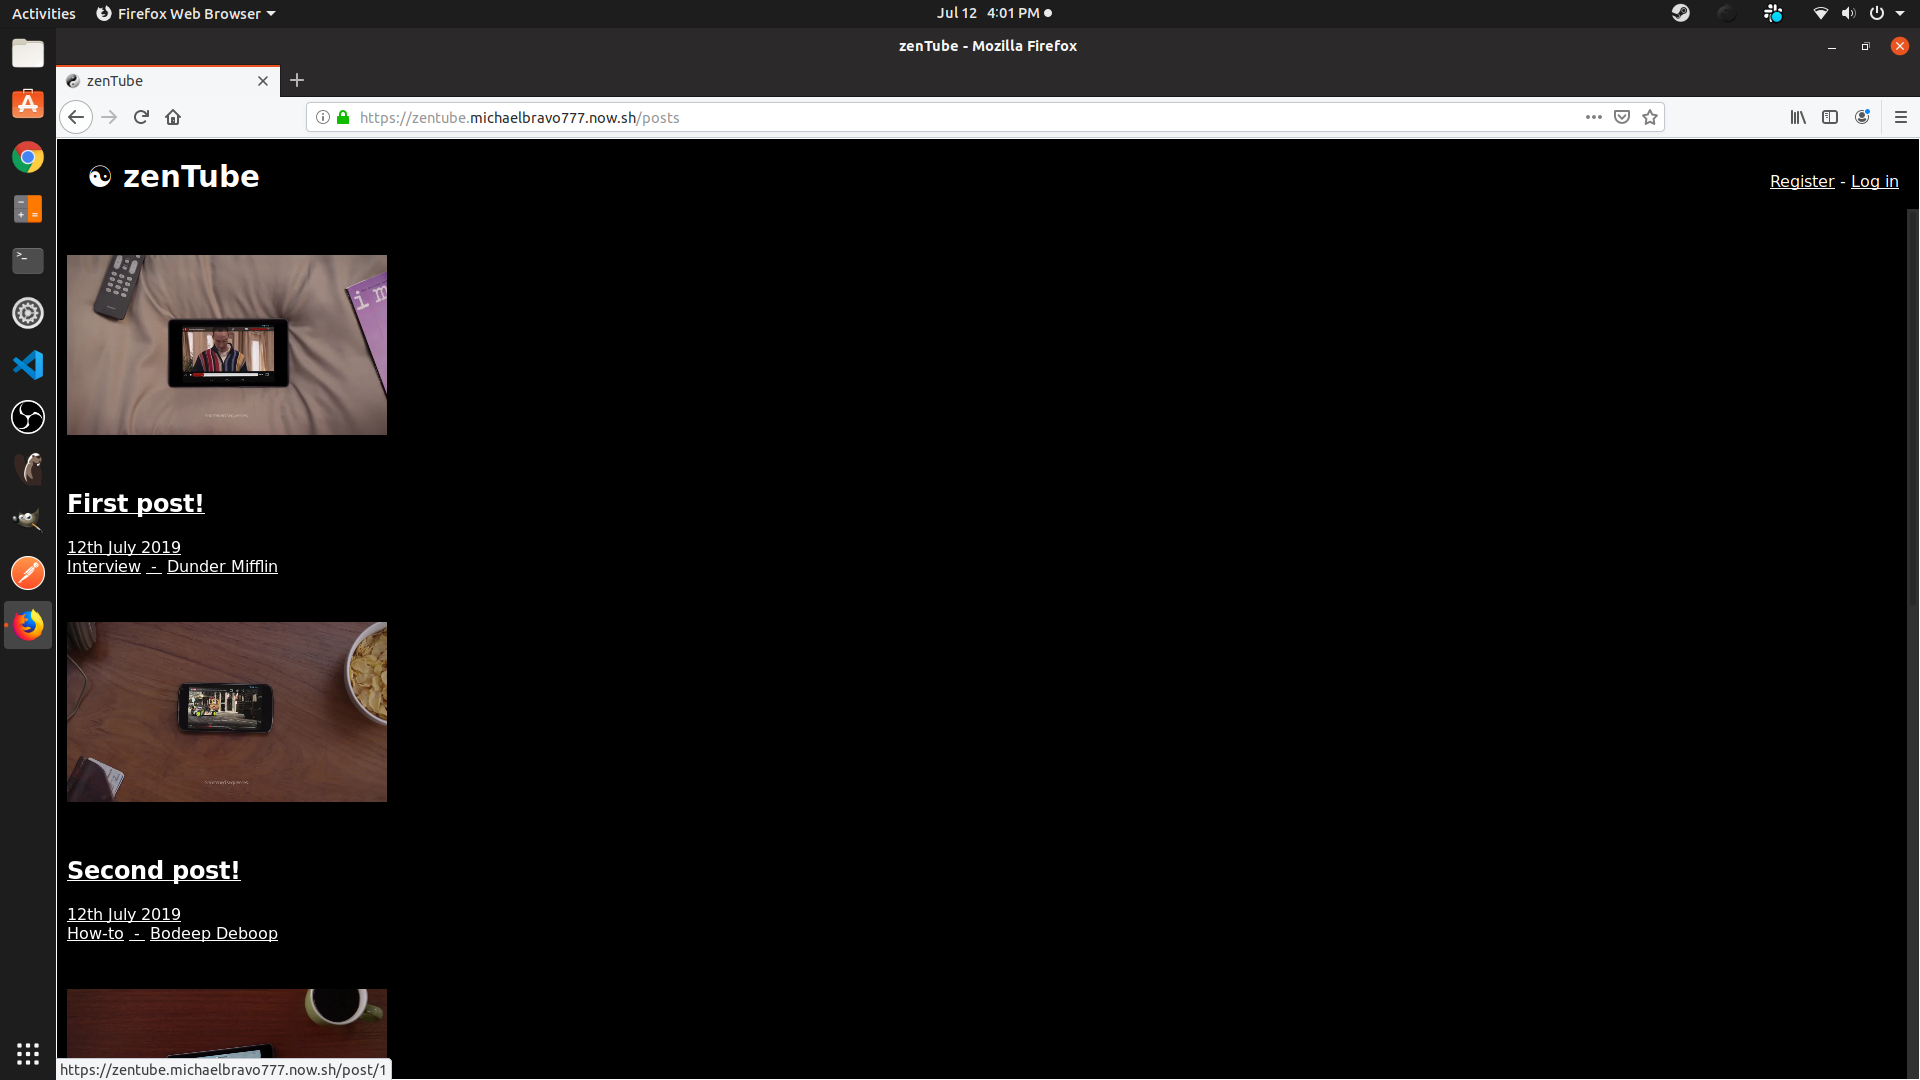 Activities Firefox Web Browser Jul 12 4:01 PM
zenTube - Mozilla Firefox
zenTube
https://zentube.michaelbravo777.now.sh/posts
zenTube
Register - Log in
i m
First post!
12th July 2019
Interview - Dunder Mifflin
Second post!
12th July 2019
How-to - Bodeep Deboop
https://zentube.michaelbravo777.now.sh/post/1